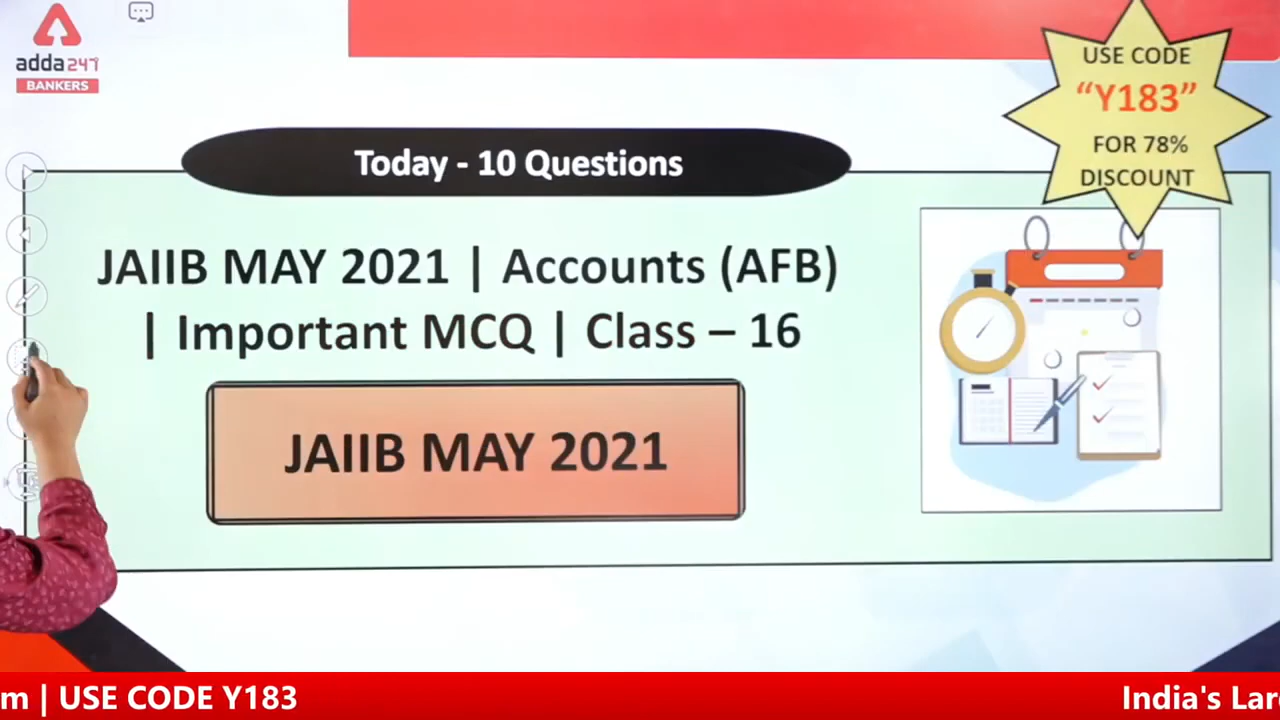 adda247
BANKERS
USE CODE
“Y183”
FOR 78%
DISCOUNT
Today - 10 Questions
JAIIB MAY 2021 | Accounts (AFB)
| Important MCQ | Class – 16
JAIIB MAY 2021
m | USE CODE Y183
India's Lar